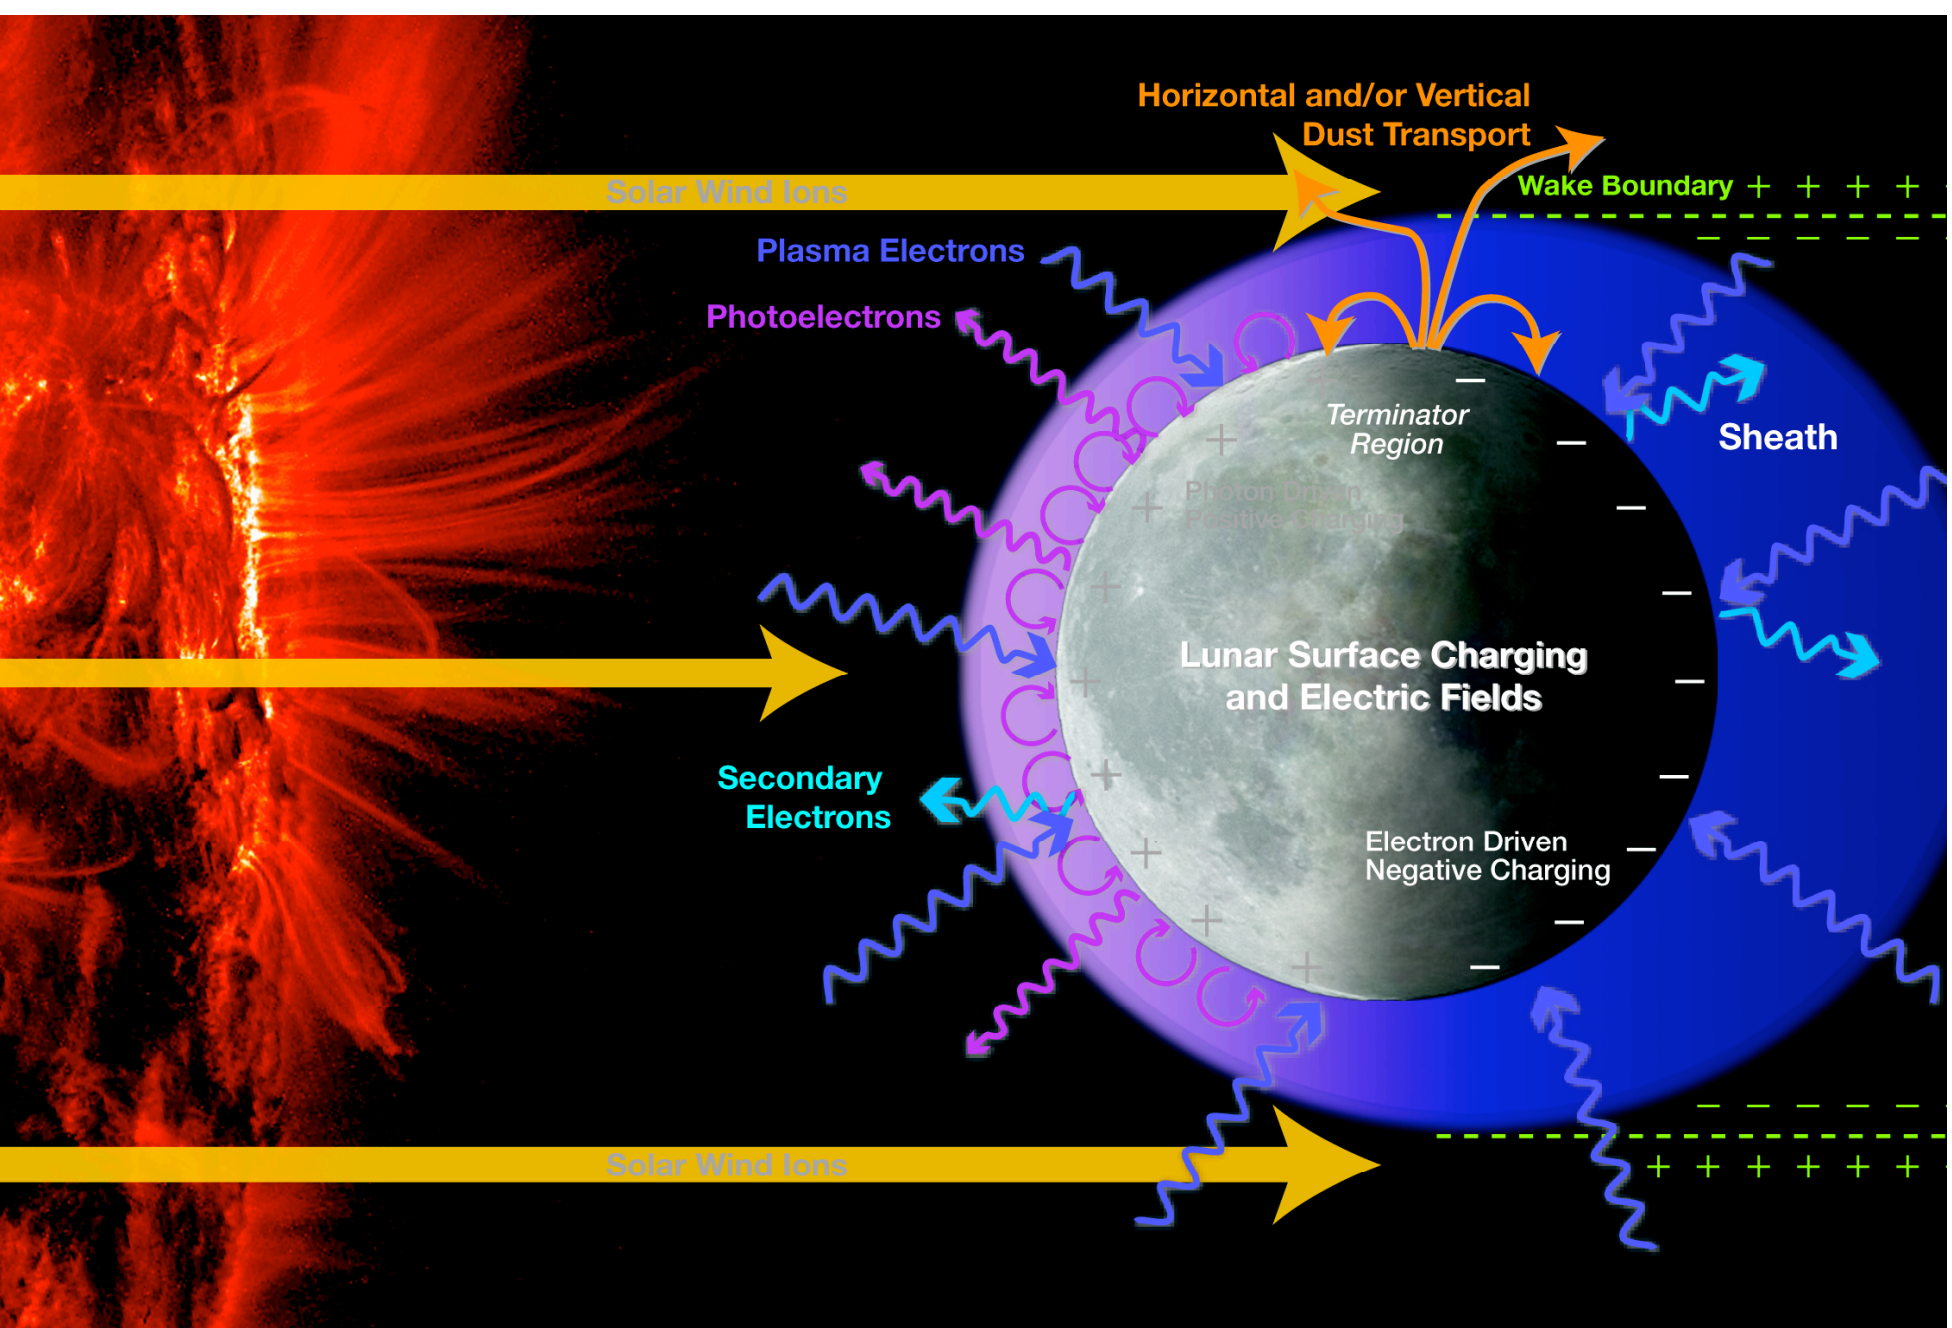 Horizontal and/or Vertical
Dust Transport
Solar Wind Ions
Wake Boundary + + + +
– – – – –
Plasma Electrons
Photoelectrons
Terminator
Region
Sheath
Photon Driven
Positive Charging
Lunar Surface Charging
and Electric Fields
Secondary
Electrons
Electron Driven
Negative Charging
– – – – –
Solar Wind Ions
+ + + + + +